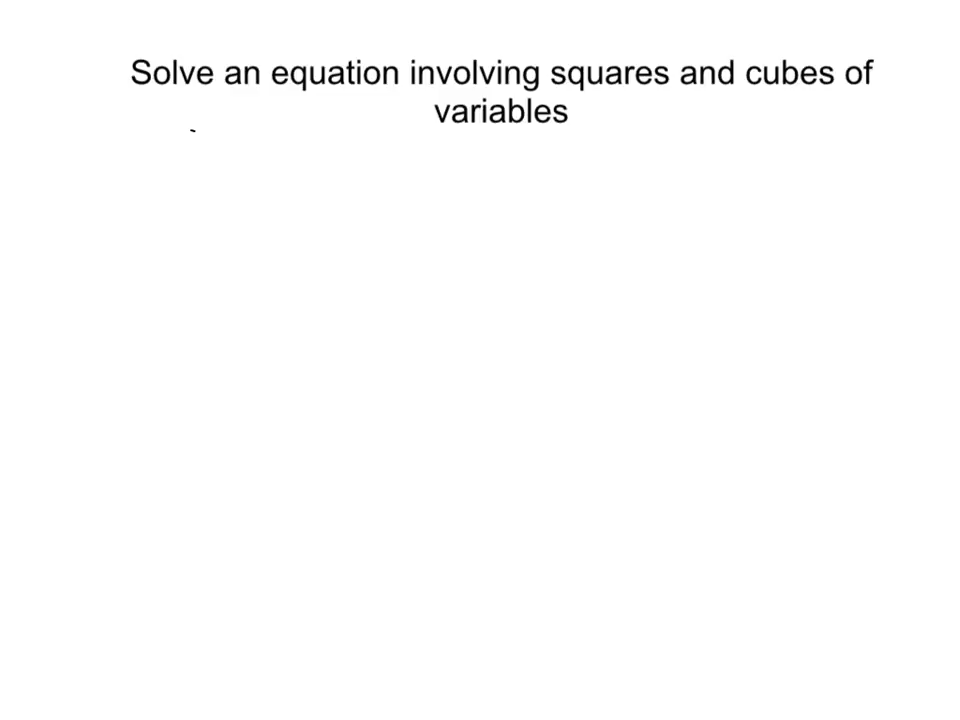 Solve an equation involving squares and cubes of
variables